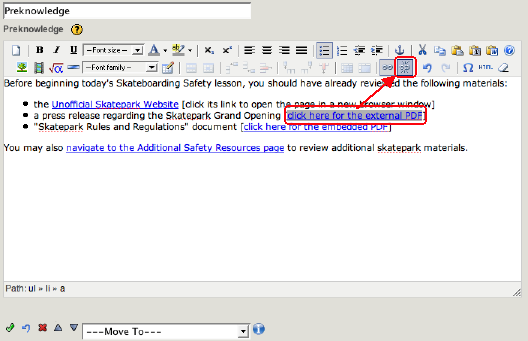 Preknowledge
Preknowledge
B I U --Font size-- A ab
--Font family-- HTML
Before beginning today's Skateboarding Safety lesson, you should have already reviewed the following materials:
the Unofficial Skatepark Website [click its link to open the page in a new browser window]
a press release regarding the Skatepark Grand Opening [click here for the external PDF]
"Skatepark Rules and Regulations" document [click here for the embedded PDF]
You may also navigate to the Additional Safety Resources page to review additional skatepark materials.
Path: ul » li » a
---Move To---